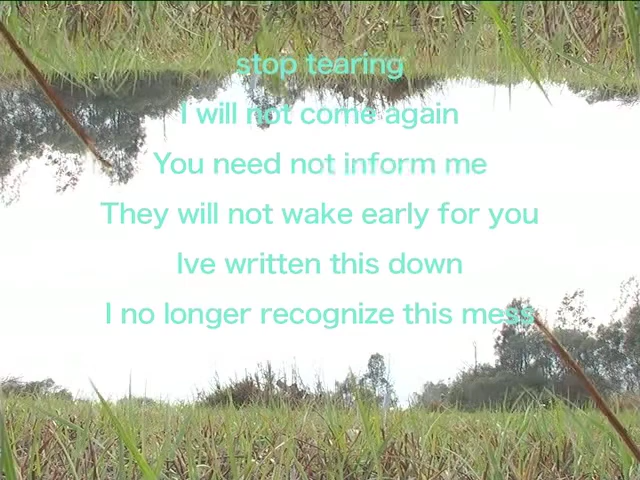 stop tearing
I will not come again
You need not inform me
They will not wake early for you
Ive written this down
I no longer recognize this mess